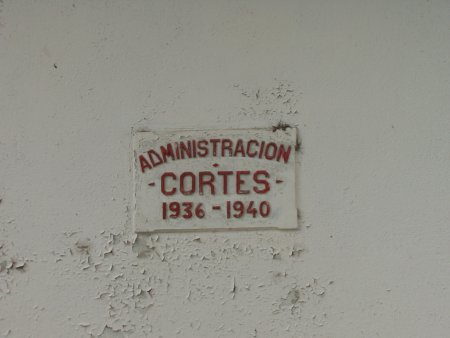 ADMINISTRACION
- CORTES -
1936 - 1940